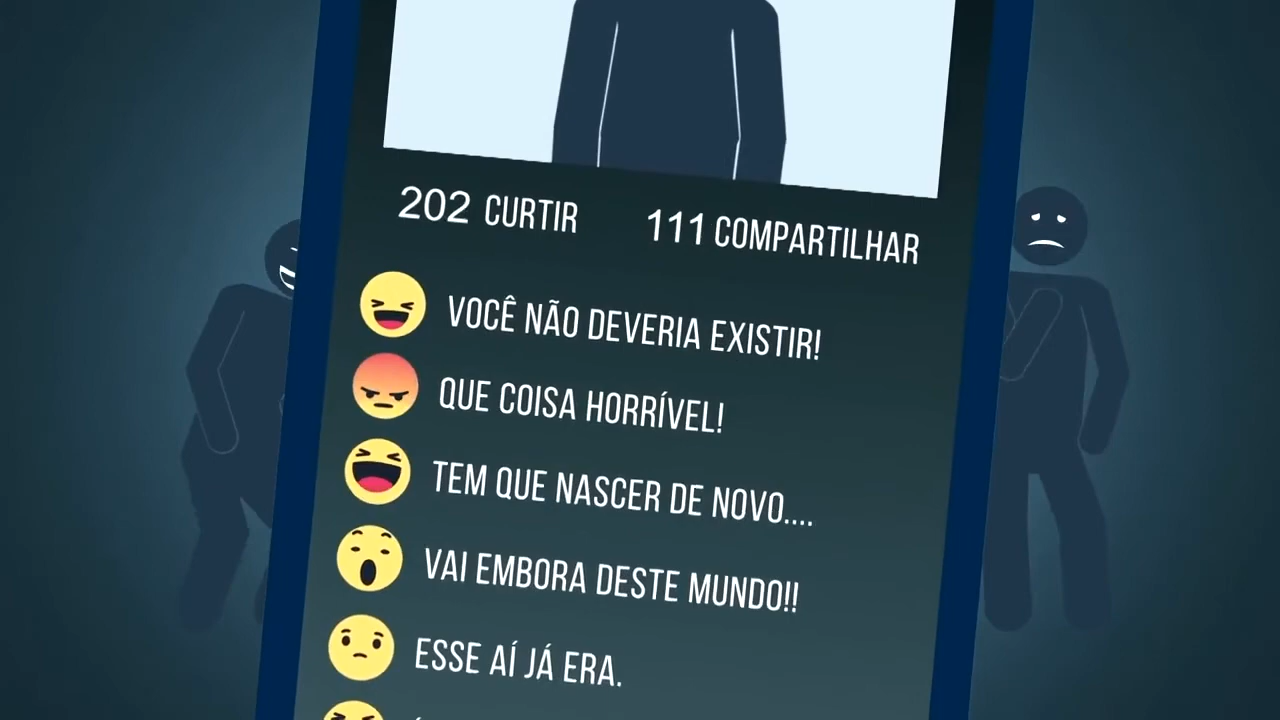 202 CURTIR 111 COMPARTILHAR
VOCÊ NÃO DEVERIA EXISTIR!
QUE COISA HORRÍVEL!
TEM QUE NASCER DE NOVO....
VAI EMBORA DESTE MUNDO!!
ESSE AÍ JÁ ERA.